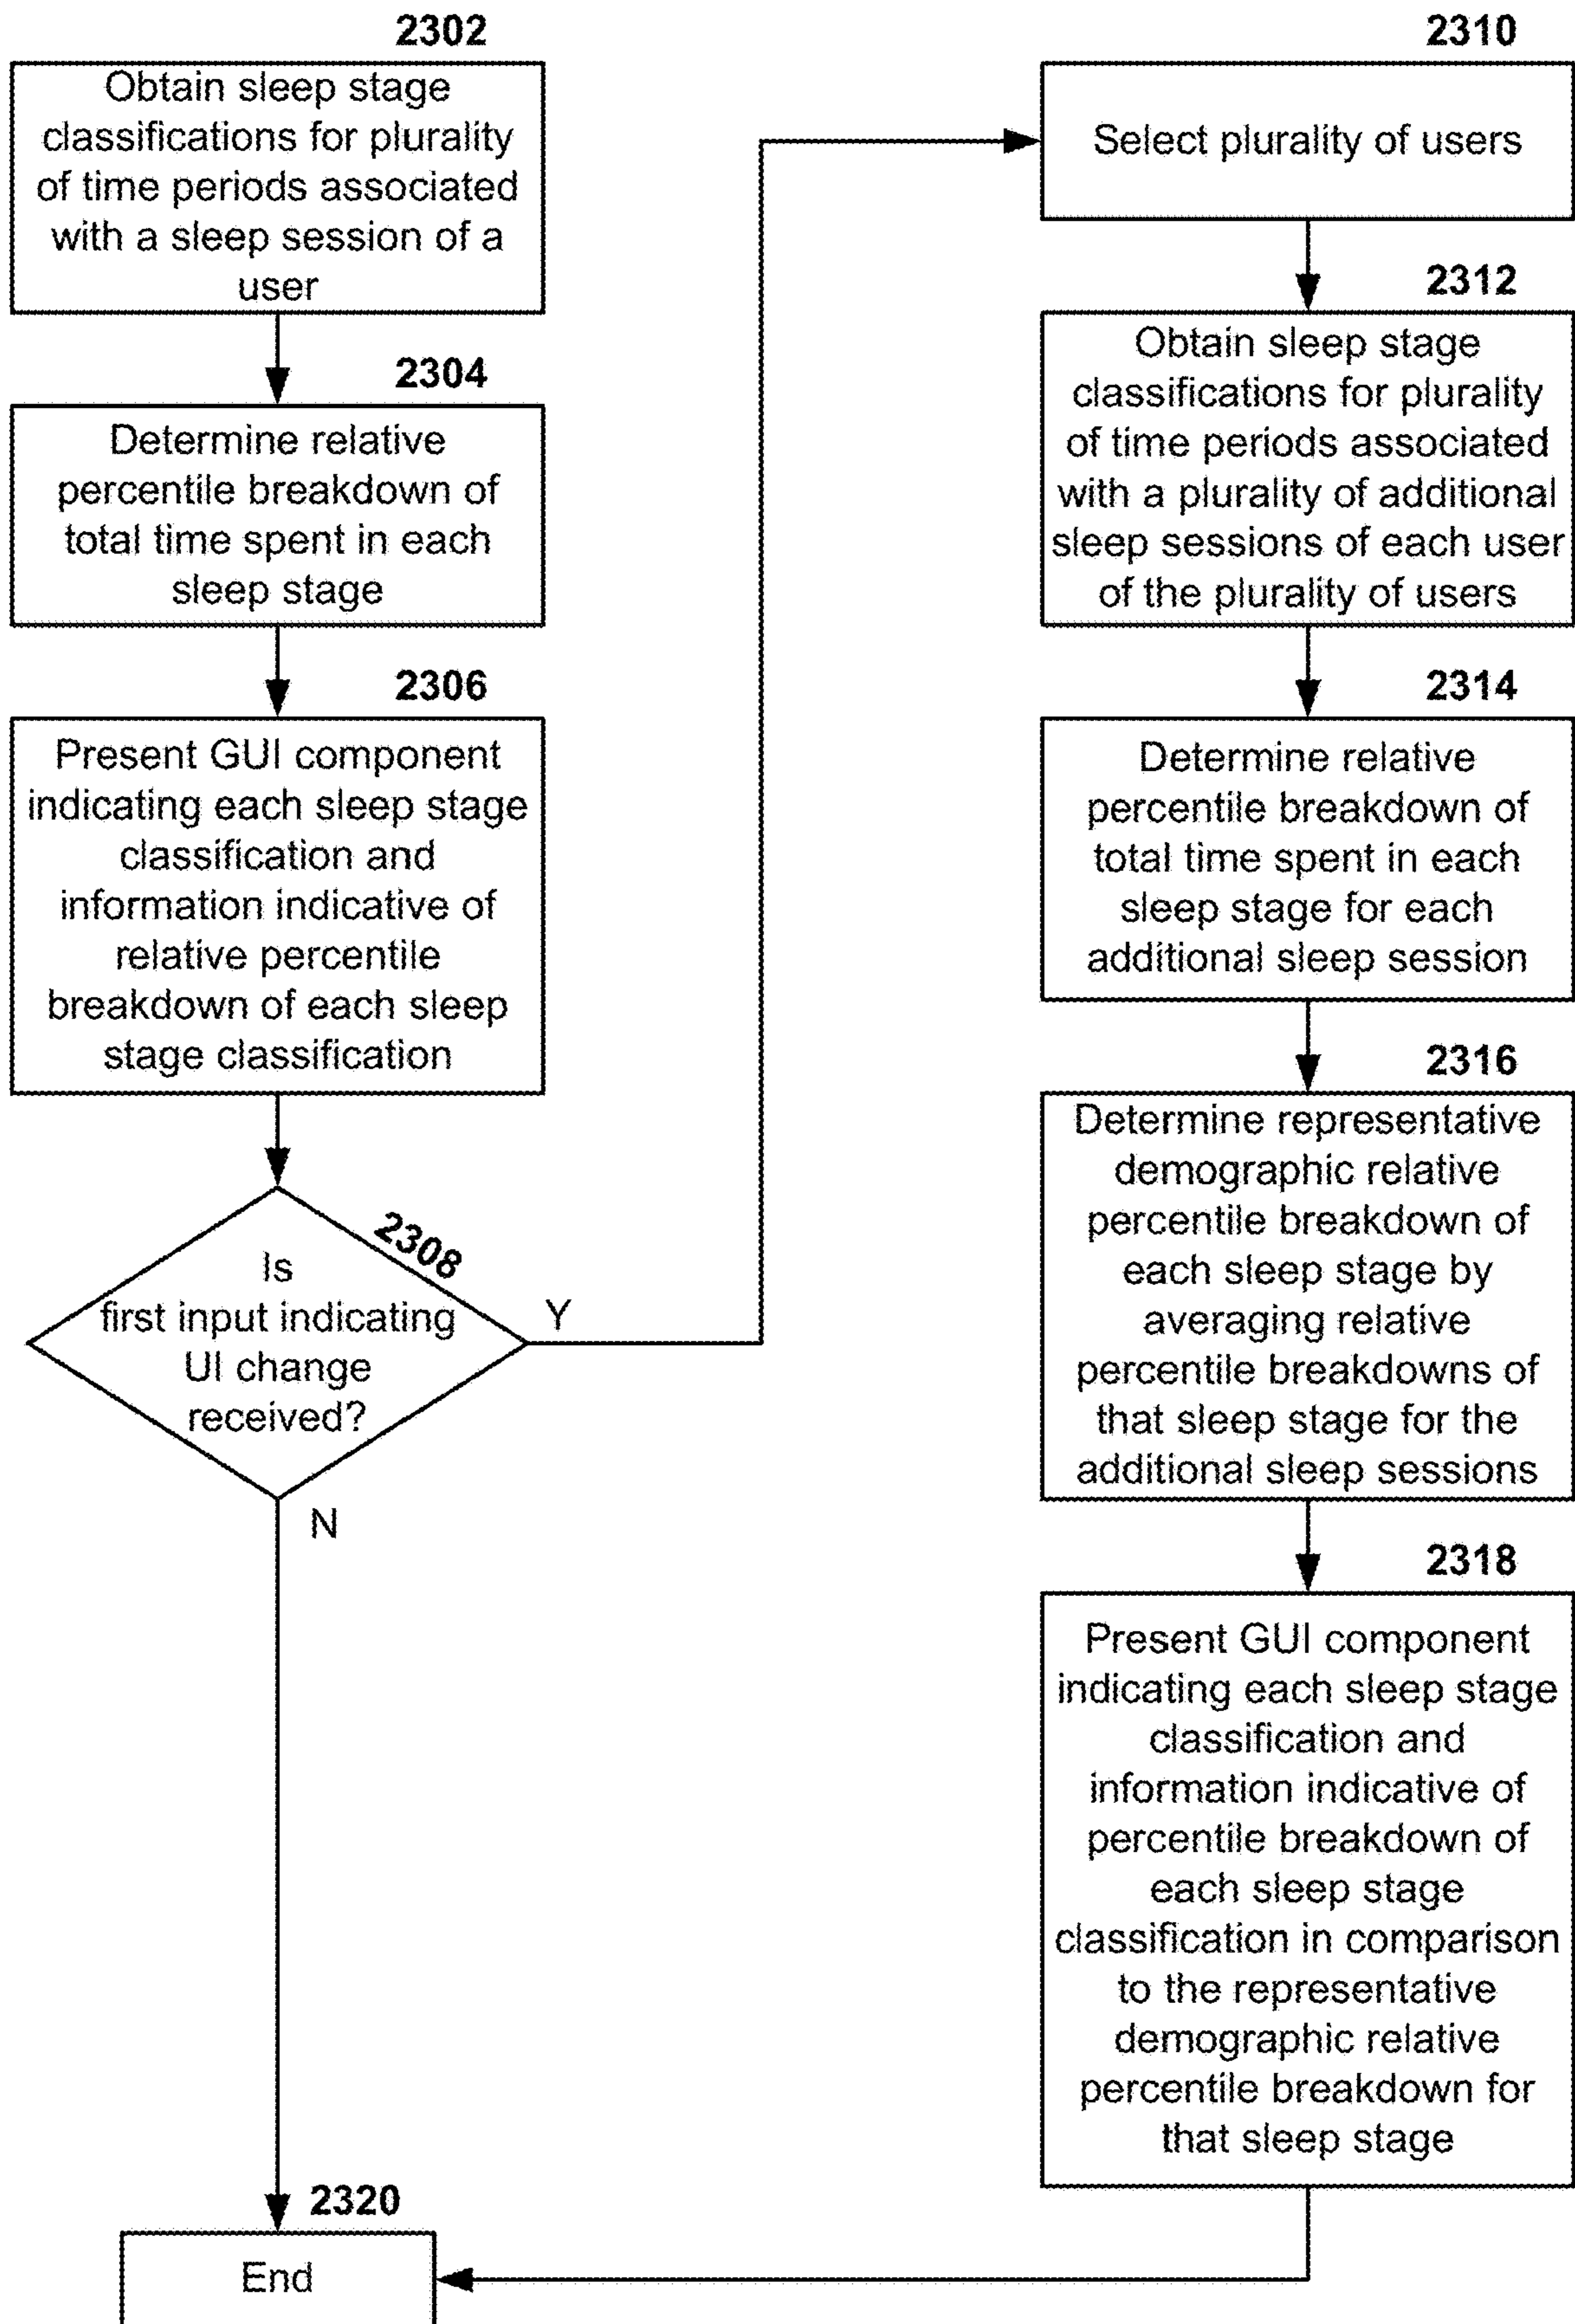 2302
Obtain sleep stage
classifications for plurality
of time periods associated
with a sleep session of a
user
2304
Determine relative
percentile breakdown of
total time spent in each
sleep stage
2306
Present GUI component
indicating each sleep stage
classification and
information indicative of
relative percentile
breakdown of each sleep
stage classification
2308
Is
first input indicating
UI change
received?
Y
N
2310
Select plurality of users
2312
Obtain sleep stage
classifications for plurality
of time periods associated
with a plurality of additional
sleep sessions of each user
of the plurality of users
2314
Determine relative
percentile breakdown of
total time spent in each
sleep stage for each
additional sleep session
2316
Determine representative
demographic relative
percentile breakdown of
each sleep stage by
averaging relative
percentile breakdowns of
that sleep stage for the
additional sleep sessions
2318
Present GUI component
indicating each sleep stage
classification and
information indicative of
percentile breakdown of
each sleep stage
classification in comparison
to the representative
demographic relative
percentile breakdown for
that sleep stage
2320
End